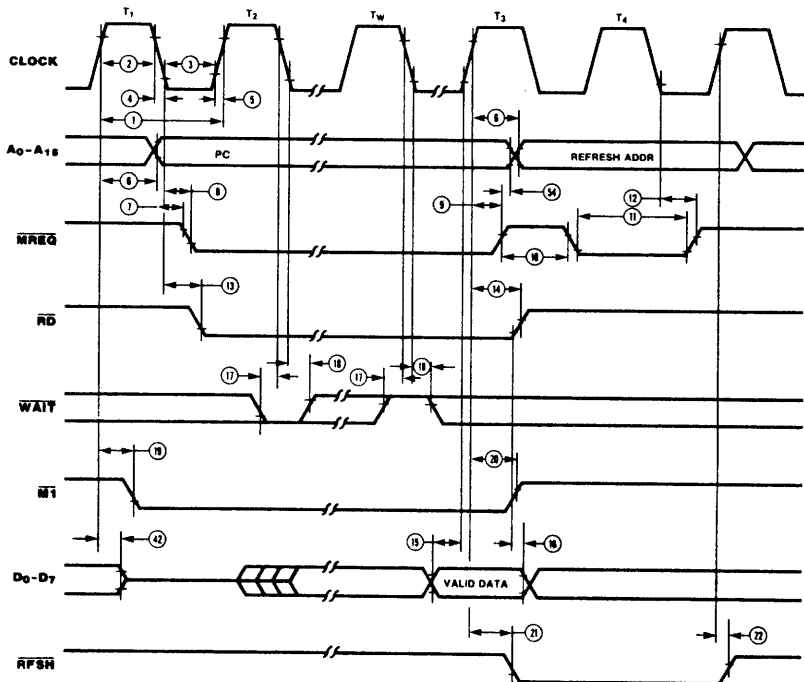 T1 T2 TW T3 T4
CLOCK
2 3
4 5
1 6
A0–A15 PC REFRESH ADDR
6 8 54
7 9 12
11
MREQ
10
13 14
RD
17 18 17 18
WAIT
19 20
M1
42 15 16
D0–D7 VALID DATA
21 22
RFSH